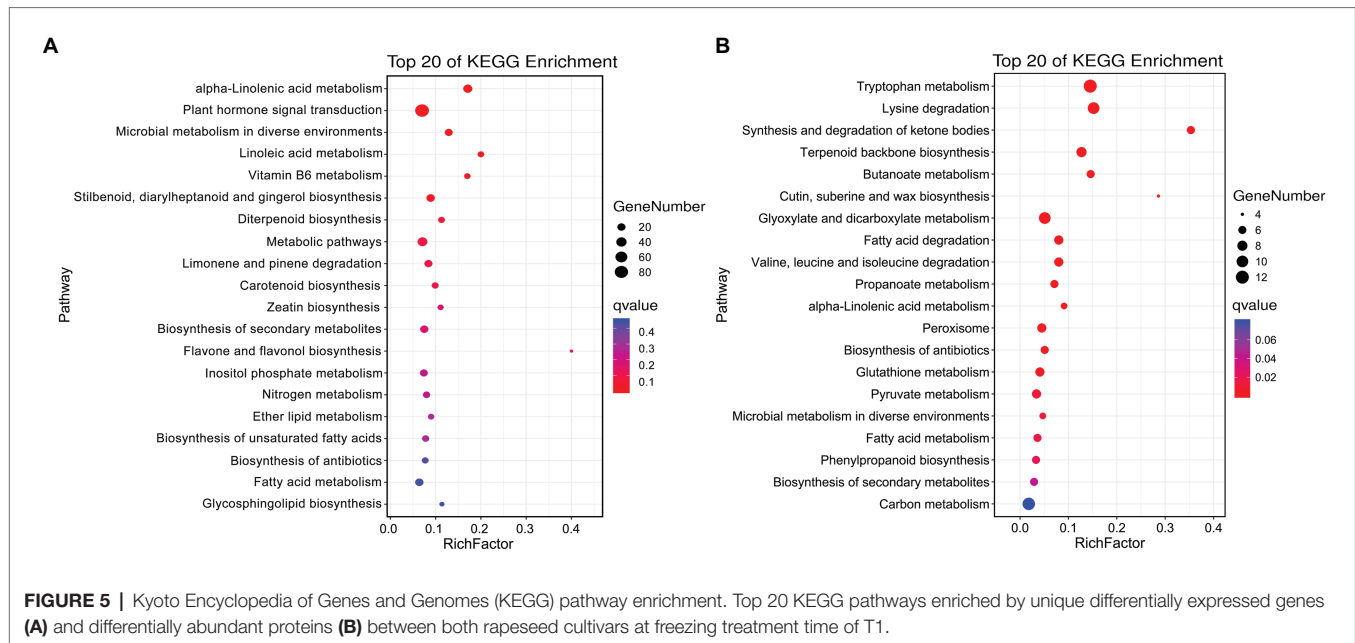 A
Top 20 of KEGG Enrichment
Pathway
alpha-Linolenic acid metabolism
Plant hormone signal transduction
Microbial metabolism in diverse environments
Linoleic acid metabolism
Vitamin B6 metabolism
Stilbenoid, diarylheptanoid and gingerol biosynthesis
Diterpenoid biosynthesis
Metabolic pathways
Limonene and pinene degradation
Carotenoid biosynthesis
Zeatin biosynthesis
Biosynthesis of secondary metabolites
Flavone and flavonol biosynthesis
Inositol phosphate metabolism
Nitrogen metabolism
Ether lipid metabolism
Biosynthesis of unsaturated fatty acids
Biosynthesis of antibiotics
Fatty acid metabolism
Glycosphingolipid biosynthesis
0.0 0.1 0.2 0.3 0.4
RichFactor
GeneNumber
20
40
60
80
qvalue
0.4
0.3
0.2
0.1
B
Top 20 of KEGG Enrichment
Pathway
Tryptophan metabolism
Lysine degradation
Synthesis and degradation of ketone bodies
Terpenoid backbone biosynthesis
Butanoate metabolism
Cutin, suberine and wax biosynthesis
Glyoxylate and dicarboxylate metabolism
Fatty acid degradation
Valine, leucine and isoleucine degradation
Propanoate metabolism
alpha-Linolenic acid metabolism
Peroxisome
Biosynthesis of antibiotics
Glutathione metabolism
Pyruvate metabolism
Microbial metabolism in diverse environments
Fatty acid metabolism
Phenylpropanoid biosynthesis
Biosynthesis of secondary metabolites
Carbon metabolism
0.0 0.1 0.2 0.3 0.4
RichFactor
GeneNumber
4
6
8
10
12
qvalue
0.06
0.04
0.02
FIGURE 5 | Kyoto Encyclopedia of Genes and Genomes (KEGG) pathway enrichment. Top 20 KEGG pathways enriched by unique differentially expressed genes
(A) and differentially abundant proteins (B) between both rapeseed cultivars at freezing treatment time of T1.